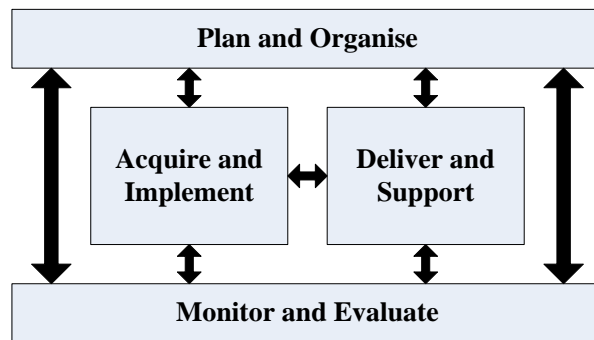 Plan and Organise
Acquire and
Implement
Deliver and
Support
Monitor and Evaluate